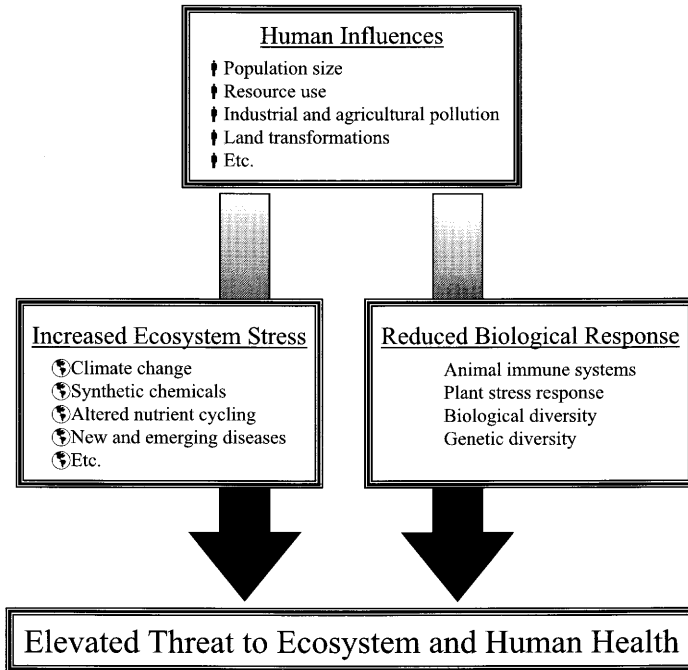 Human Influences
Population size
Resource use
Industrial and agricultural pollution
Land transformations
Etc.
Increased Ecosystem Stress
Climate change
Synthetic chemicals
Altered nutrient cycling
New and emerging diseases
Etc.
Reduced Biological Response
Animal immune systems
Plant stress response
Biological diversity
Genetic diversity
Elevated Threat to Ecosystem and Human Health